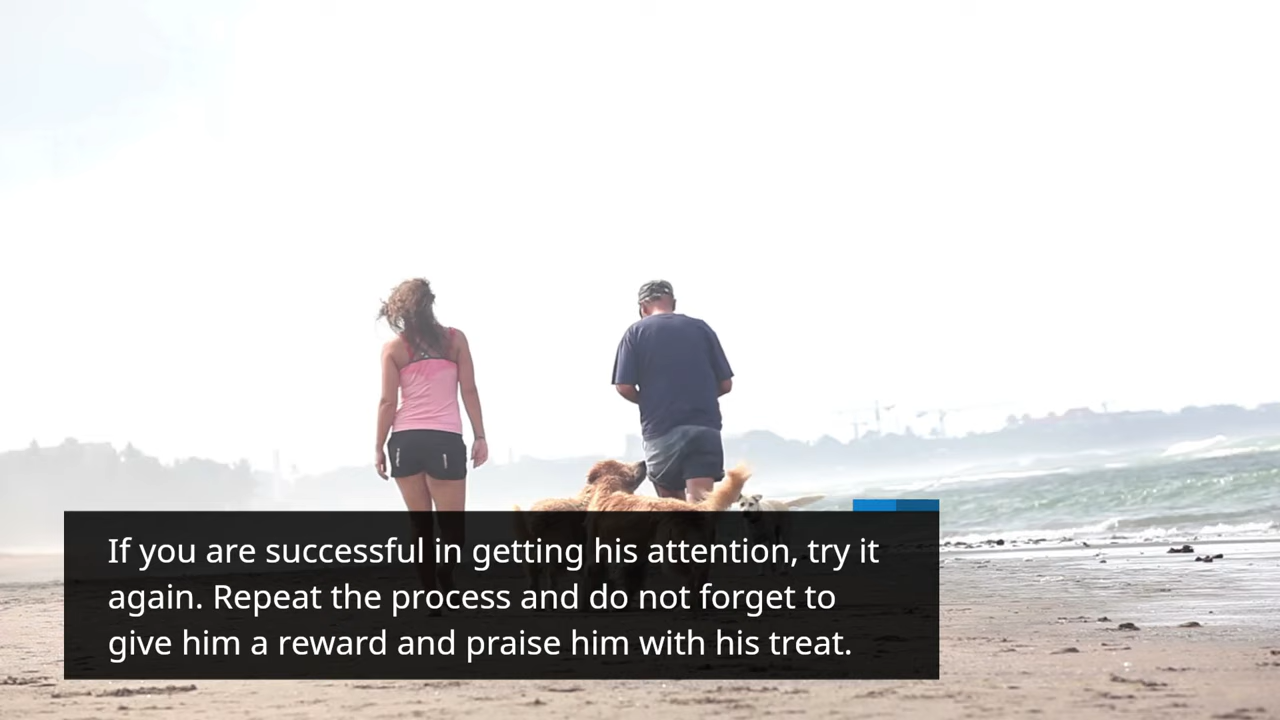 If you are successful in getting his attention, try it
again. Repeat the process and do not forget to
give him a reward and praise him with his treat.